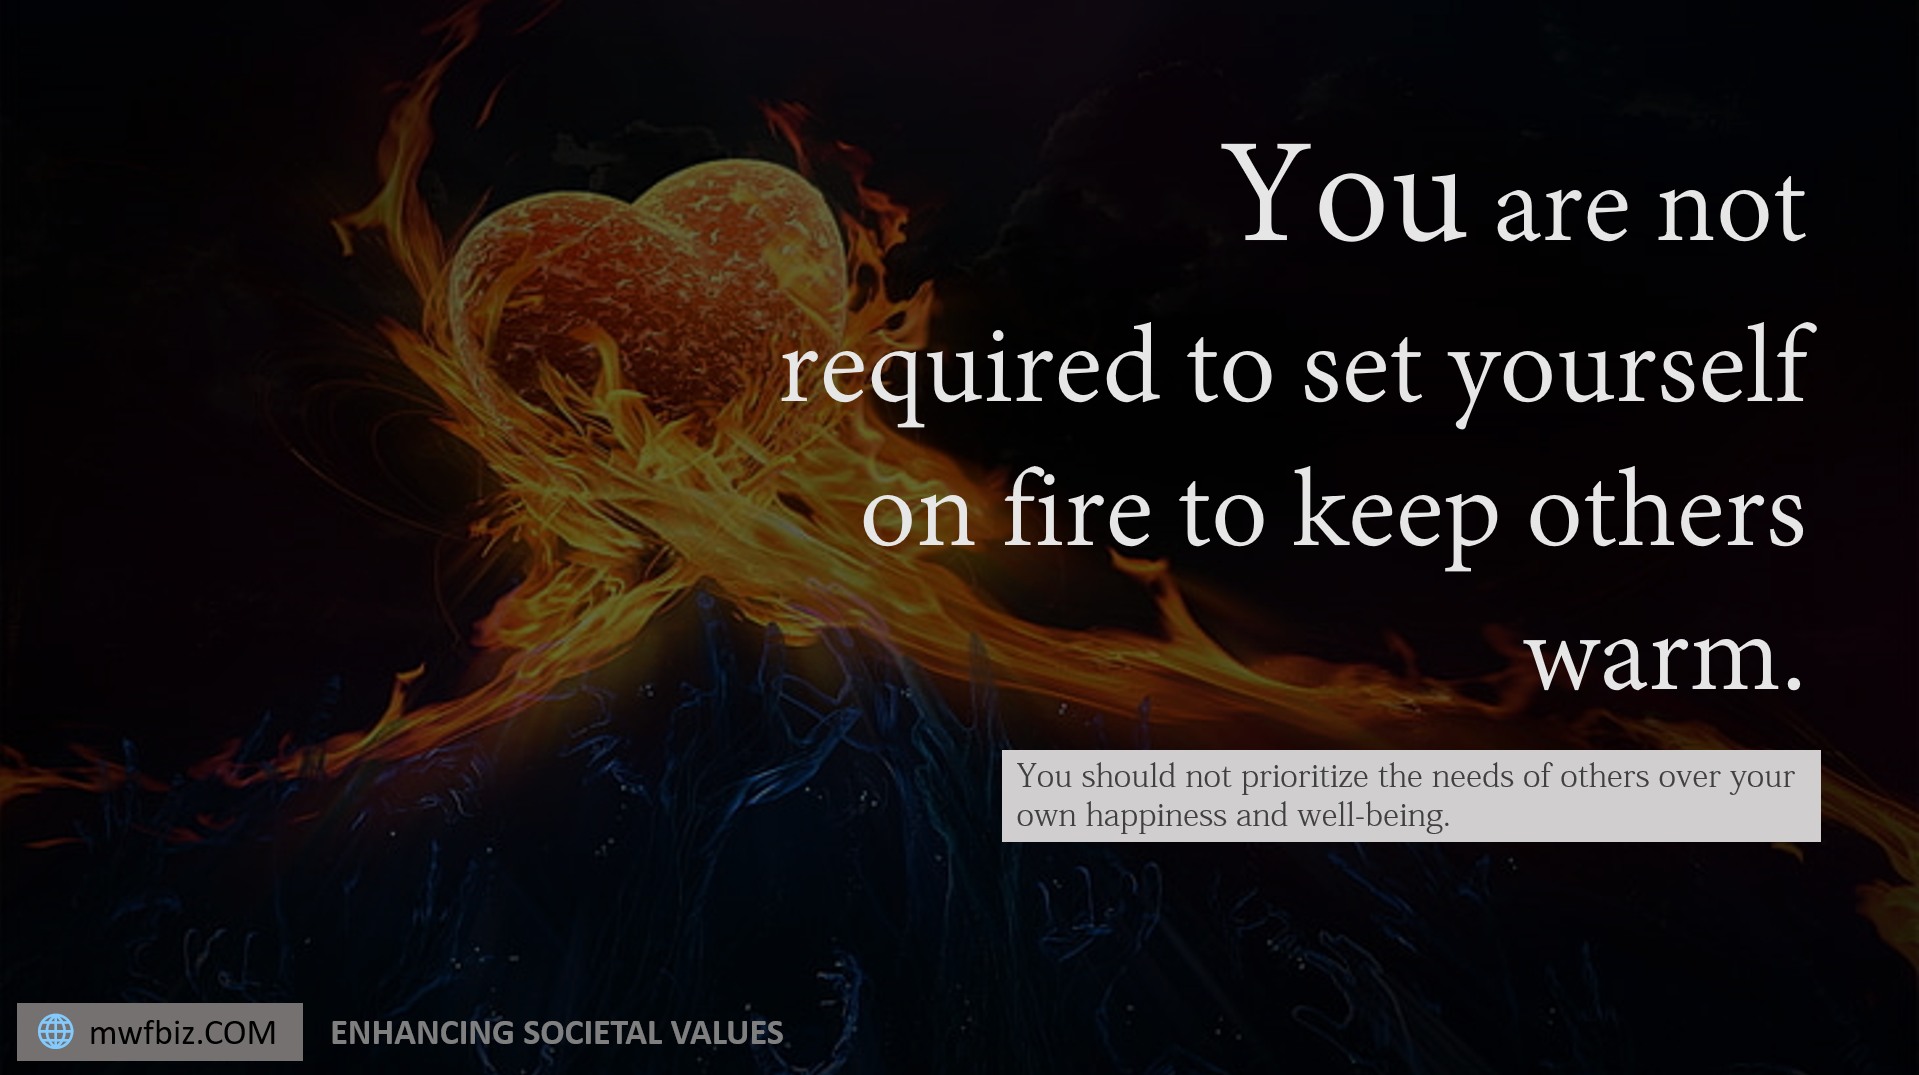 You are not
required to set yourself
on fire to keep others
warm.
You should not prioritize the needs of others over your
own happiness and well-being.
mwfbiz.COM
ENHANCING SOCIETAL VALUES